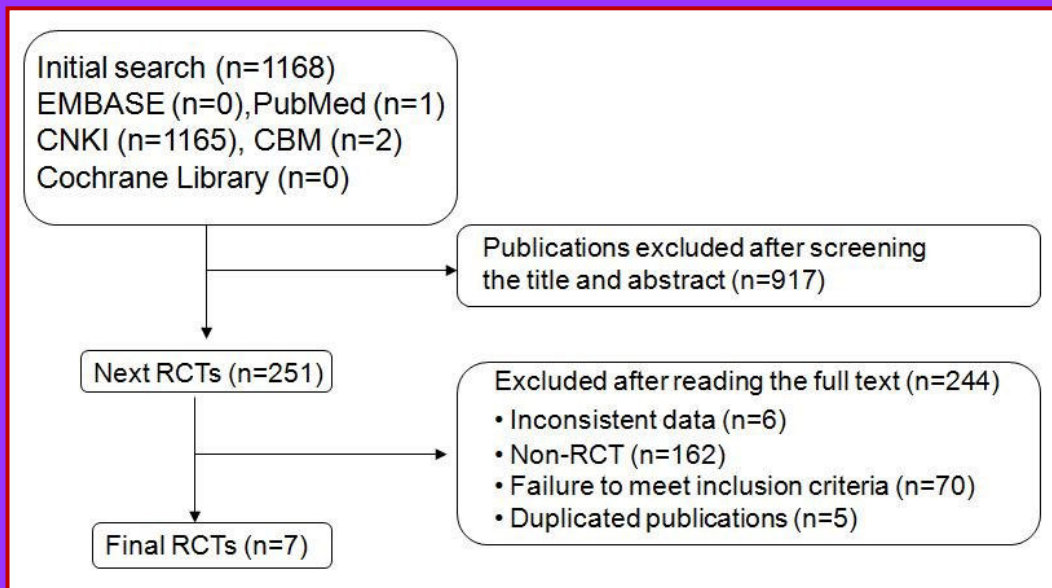 Initial search (n=1168)
EMBASE (n=0),PubMed (n=1)
CNKI (n=1165), CBM (n=2)
Cochrane Library (n=0)
Publications excluded after screening
the title and abstract (n=917)
Next RCTs (n=251)
Excluded after reading the full text (n=244)
• Inconsistent data (n=6)
• Non-RCT (n=162)
• Failure to meet inclusion criteria (n=70)
• Duplicated publications (n=5)
Final RCTs (n=7)